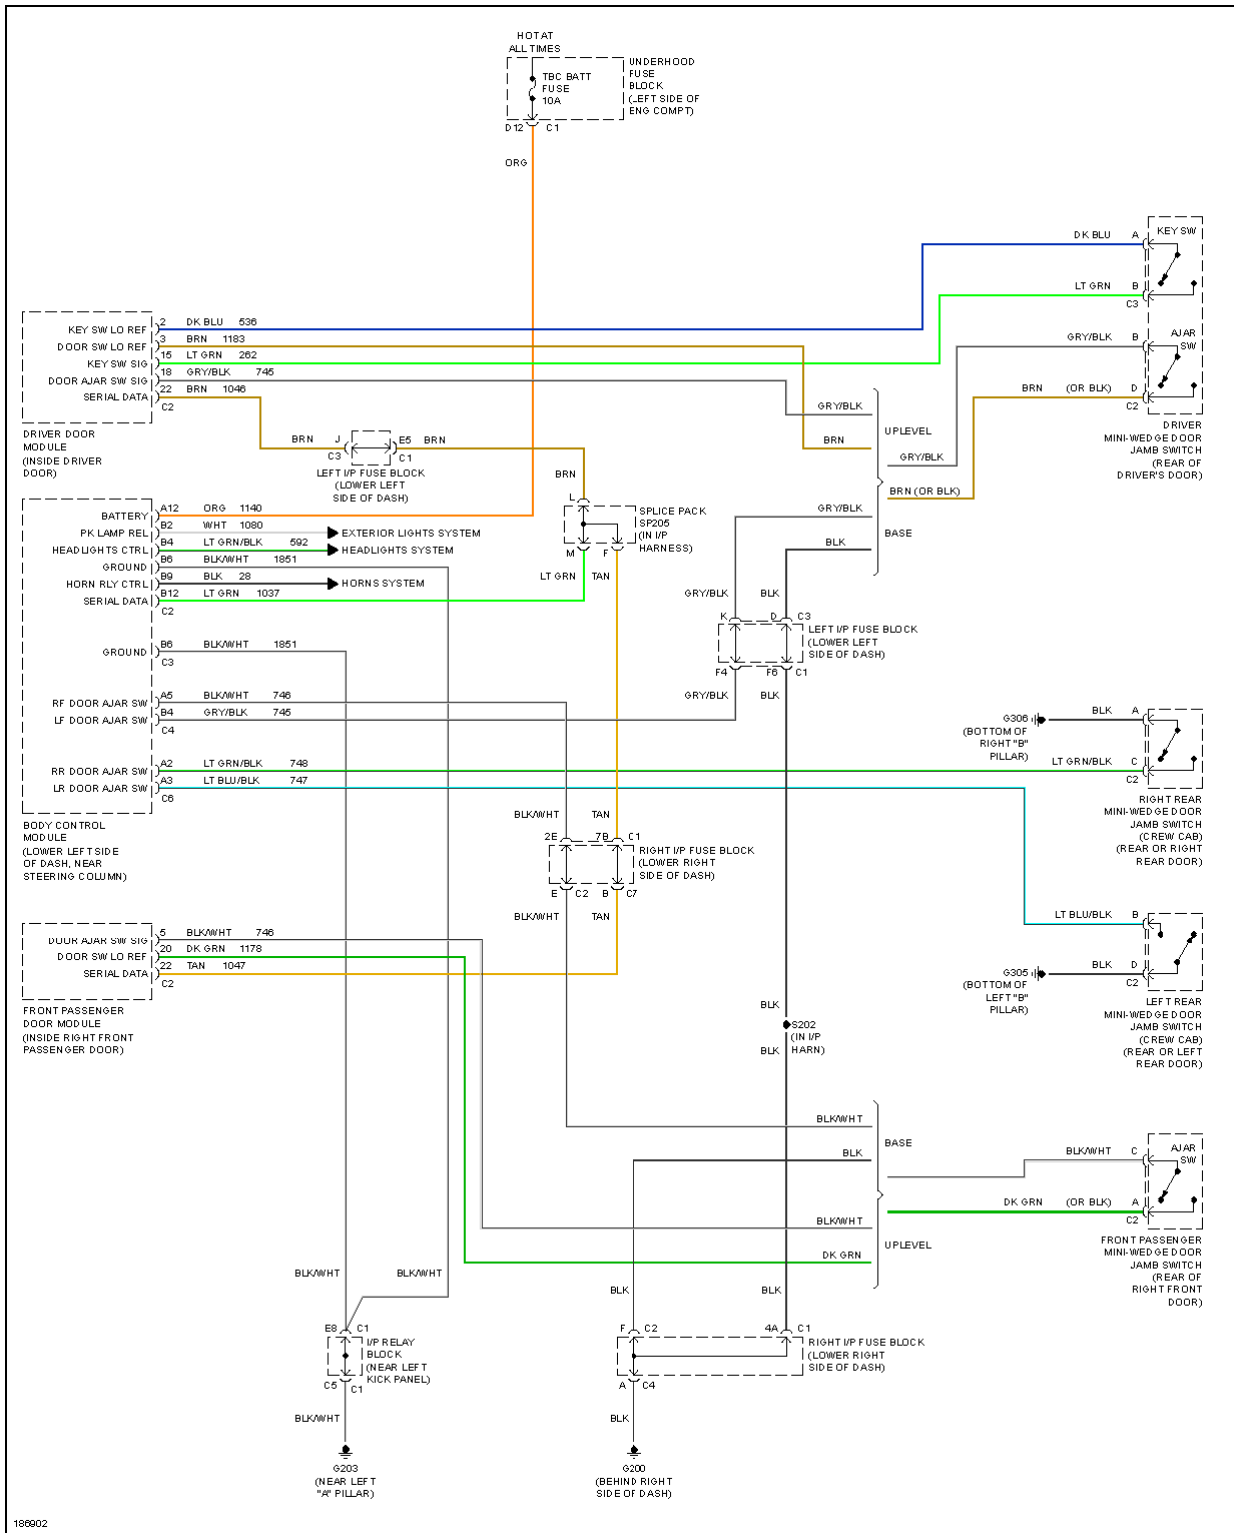 HOT AT
ALL TIMES
TBC BATT
FUSE
10A
UNDERHOOD
FUSE
BLOCK
(LEFT SIDE OF
ENG COMPT)
D12 C1
ORG
DK BLU A KEY SW
LT GRN B
C3
GRY/BLK B AJAR
SW
BRN (OR BLK) D
C2
DRIVER
MINI-WEDGE DOOR
JAMB SWITCH
(REAR OF
DRIVER'S DOOR)
KEY SW LO REF 2 DK BLU 536
DOOR SW LO REF 3 BRN 1183
KEY SW SIG 15 LT GRN 262
DOOR AJAR SW SIG 18 GRY/BLK 745
SERIAL DATA 22 BRN 1046
C2
DRIVER DOOR
MODULE
(INSIDE DRIVER
DOOR)
BRN J E5 BRN
C3 C1
LEFT I/P FUSE BLOCK
(LOWER LEFT
SIDE OF DASH)
GRY/BLK
UPLEVEL
BRN
GRY/BLK
BRN (OR BLK)
GRY/BLK
BASE
BLK
BRN
L
SPLICE PACK
SP205
(IN I/P
HARNESS)
M F
LT GRN TAN
BATTERY A12 ORG 1140
PK LAMP REL B2 WHT 1080 EXTERIOR LIGHTS SYSTEM
HEADLIGHTS CTRL B4 LT GRN/BLK 592 HEADLIGHTS SYSTEM
GROUND B6 BLK/WHT 1851
HORN RLY CTRL B9 BLK 28 HORNS SYSTEM
SERIAL DATA B12 LT GRN 1037
C2
GROUND B6 BLK/WHT 1851
C3
RF DOOR AJAR SW A5 BLK/WHT 746
LF DOOR AJAR SW B4 GRY/BLK 745
C4
RR DOOR AJAR SW A2 LT GRN/BLK 748
LR DOOR AJAR SW A3 LT BLU/BLK 747
C6
BODY CONTROL
MODULE
(LOWER LEFT SIDE
OF DASH, NEAR
STEERING COLUMN)
GRY/BLK BLK
K D C3
LEFT I/P FUSE BLOCK
(LOWER LEFT
SIDE OF DASH)
F4 F6 C1
GRY/BLK BLK
G306
(BOTTOM OF
RIGHT "B"
PILLAR)
BLK A
LT GRN/BLK C
C2
RIGHT REAR
MINI-WEDGE DOOR
JAMB SWITCH
(CREW CAB)
(REAR OR RIGHT
REAR DOOR)
BLK/WHT TAN
2E 7B C1
RIGHT I/P FUSE BLOCK
(LOWER RIGHT
SIDE OF DASH)
E C2 B C7
BLK/WHT TAN
LT BLU/BLK B
BLK D
C2
G305
(BOTTOM OF
LEFT "B"
PILLAR)
LEFT REAR
MINI-WEDGE DOOR
JAMB SWITCH
(CREW CAB)
(REAR OR LEFT
REAR DOOR)
DOOR AJAR SW SIG 5 BLK/WHT 746
DOOR SW LO REF 20 DK GRN 1178
SERIAL DATA 22 TAN 1047
C2
FRONT PASSENGER
DOOR MODULE
(INSIDE RIGHT FRONT
PASSENGER DOOR)
BLK
S202
(IN I/P
HARN)
BLK
BLK/WHT
BASE
BLK
BLK/WHT
UPLEVEL
DK GRN
BLK/WHT C AJAR
SW
DK GRN (OR BLK) A
C2
FRONT PASSENGER
MINI-WEDGE DOOR
JAMB SWITCH
(REAR OF
RIGHT FRONT
DOOR)
BLK/WHT BLK/WHT
E8 C1
I/P RELAY
BLOCK
(NEAR LEFT
KICK PANEL)
C5 C1
BLK/WHT
G203
(NEAR LEFT
"A" PILLAR)
BLK BLK
F C2 4A C1
RIGHT I/P FUSE BLOCK
(LOWER RIGHT
SIDE OF DASH)
A C4
BLK
G200
(BEHIND RIGHT
SIDE OF DASH)
186902